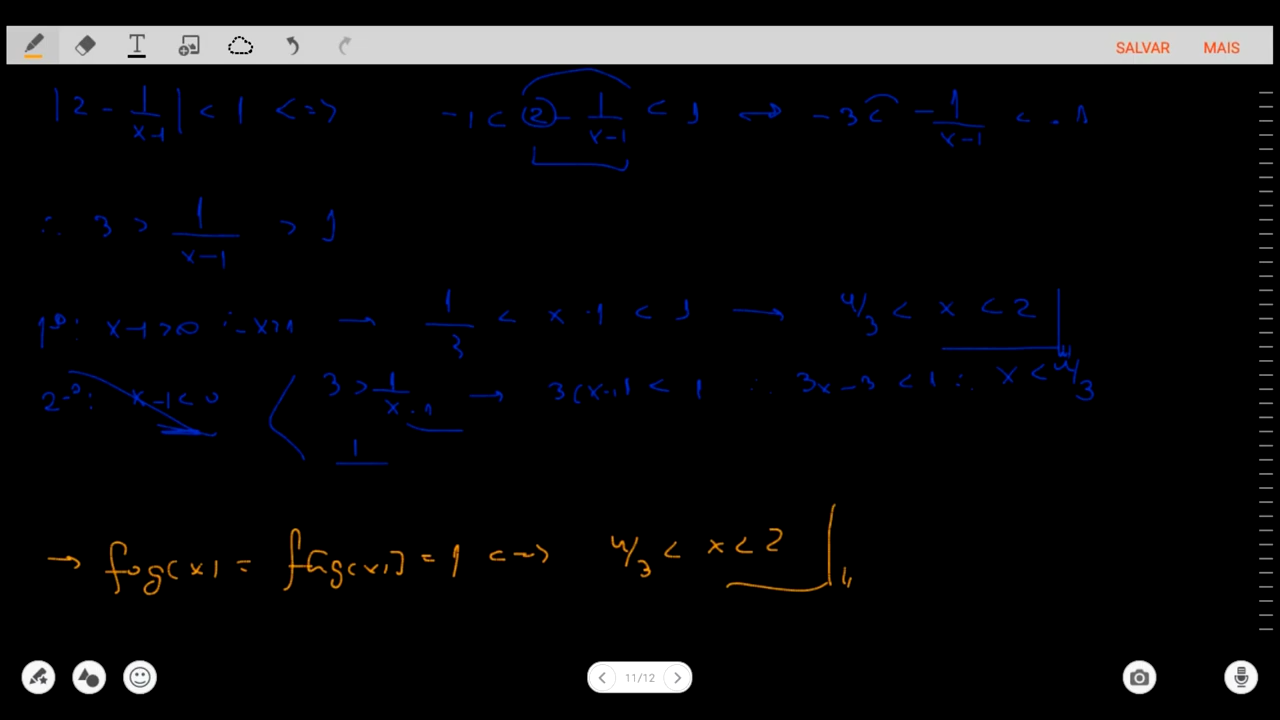 SALVAR MAIS
|2 - 1/(x-1)| < 1 <=> -1 < 2 - 1/(x-1) < 1 <-> -3 < -1/(x-1) < -1
∴ 3 > 1/(x-1) > 1
1º: x-1>0 ∴ x>1 → 1/3 < x-1 < 1 → 4/3 < x < 2
2º: x-1<0 3 > 1/(x-1) → 3(x-1) < 1 ∴ 3x-3 < 1 ∴ x < 4/3
1
→ fog(x) = f[g(x)] = 1 <=> 4/3 < x < 2
11/12